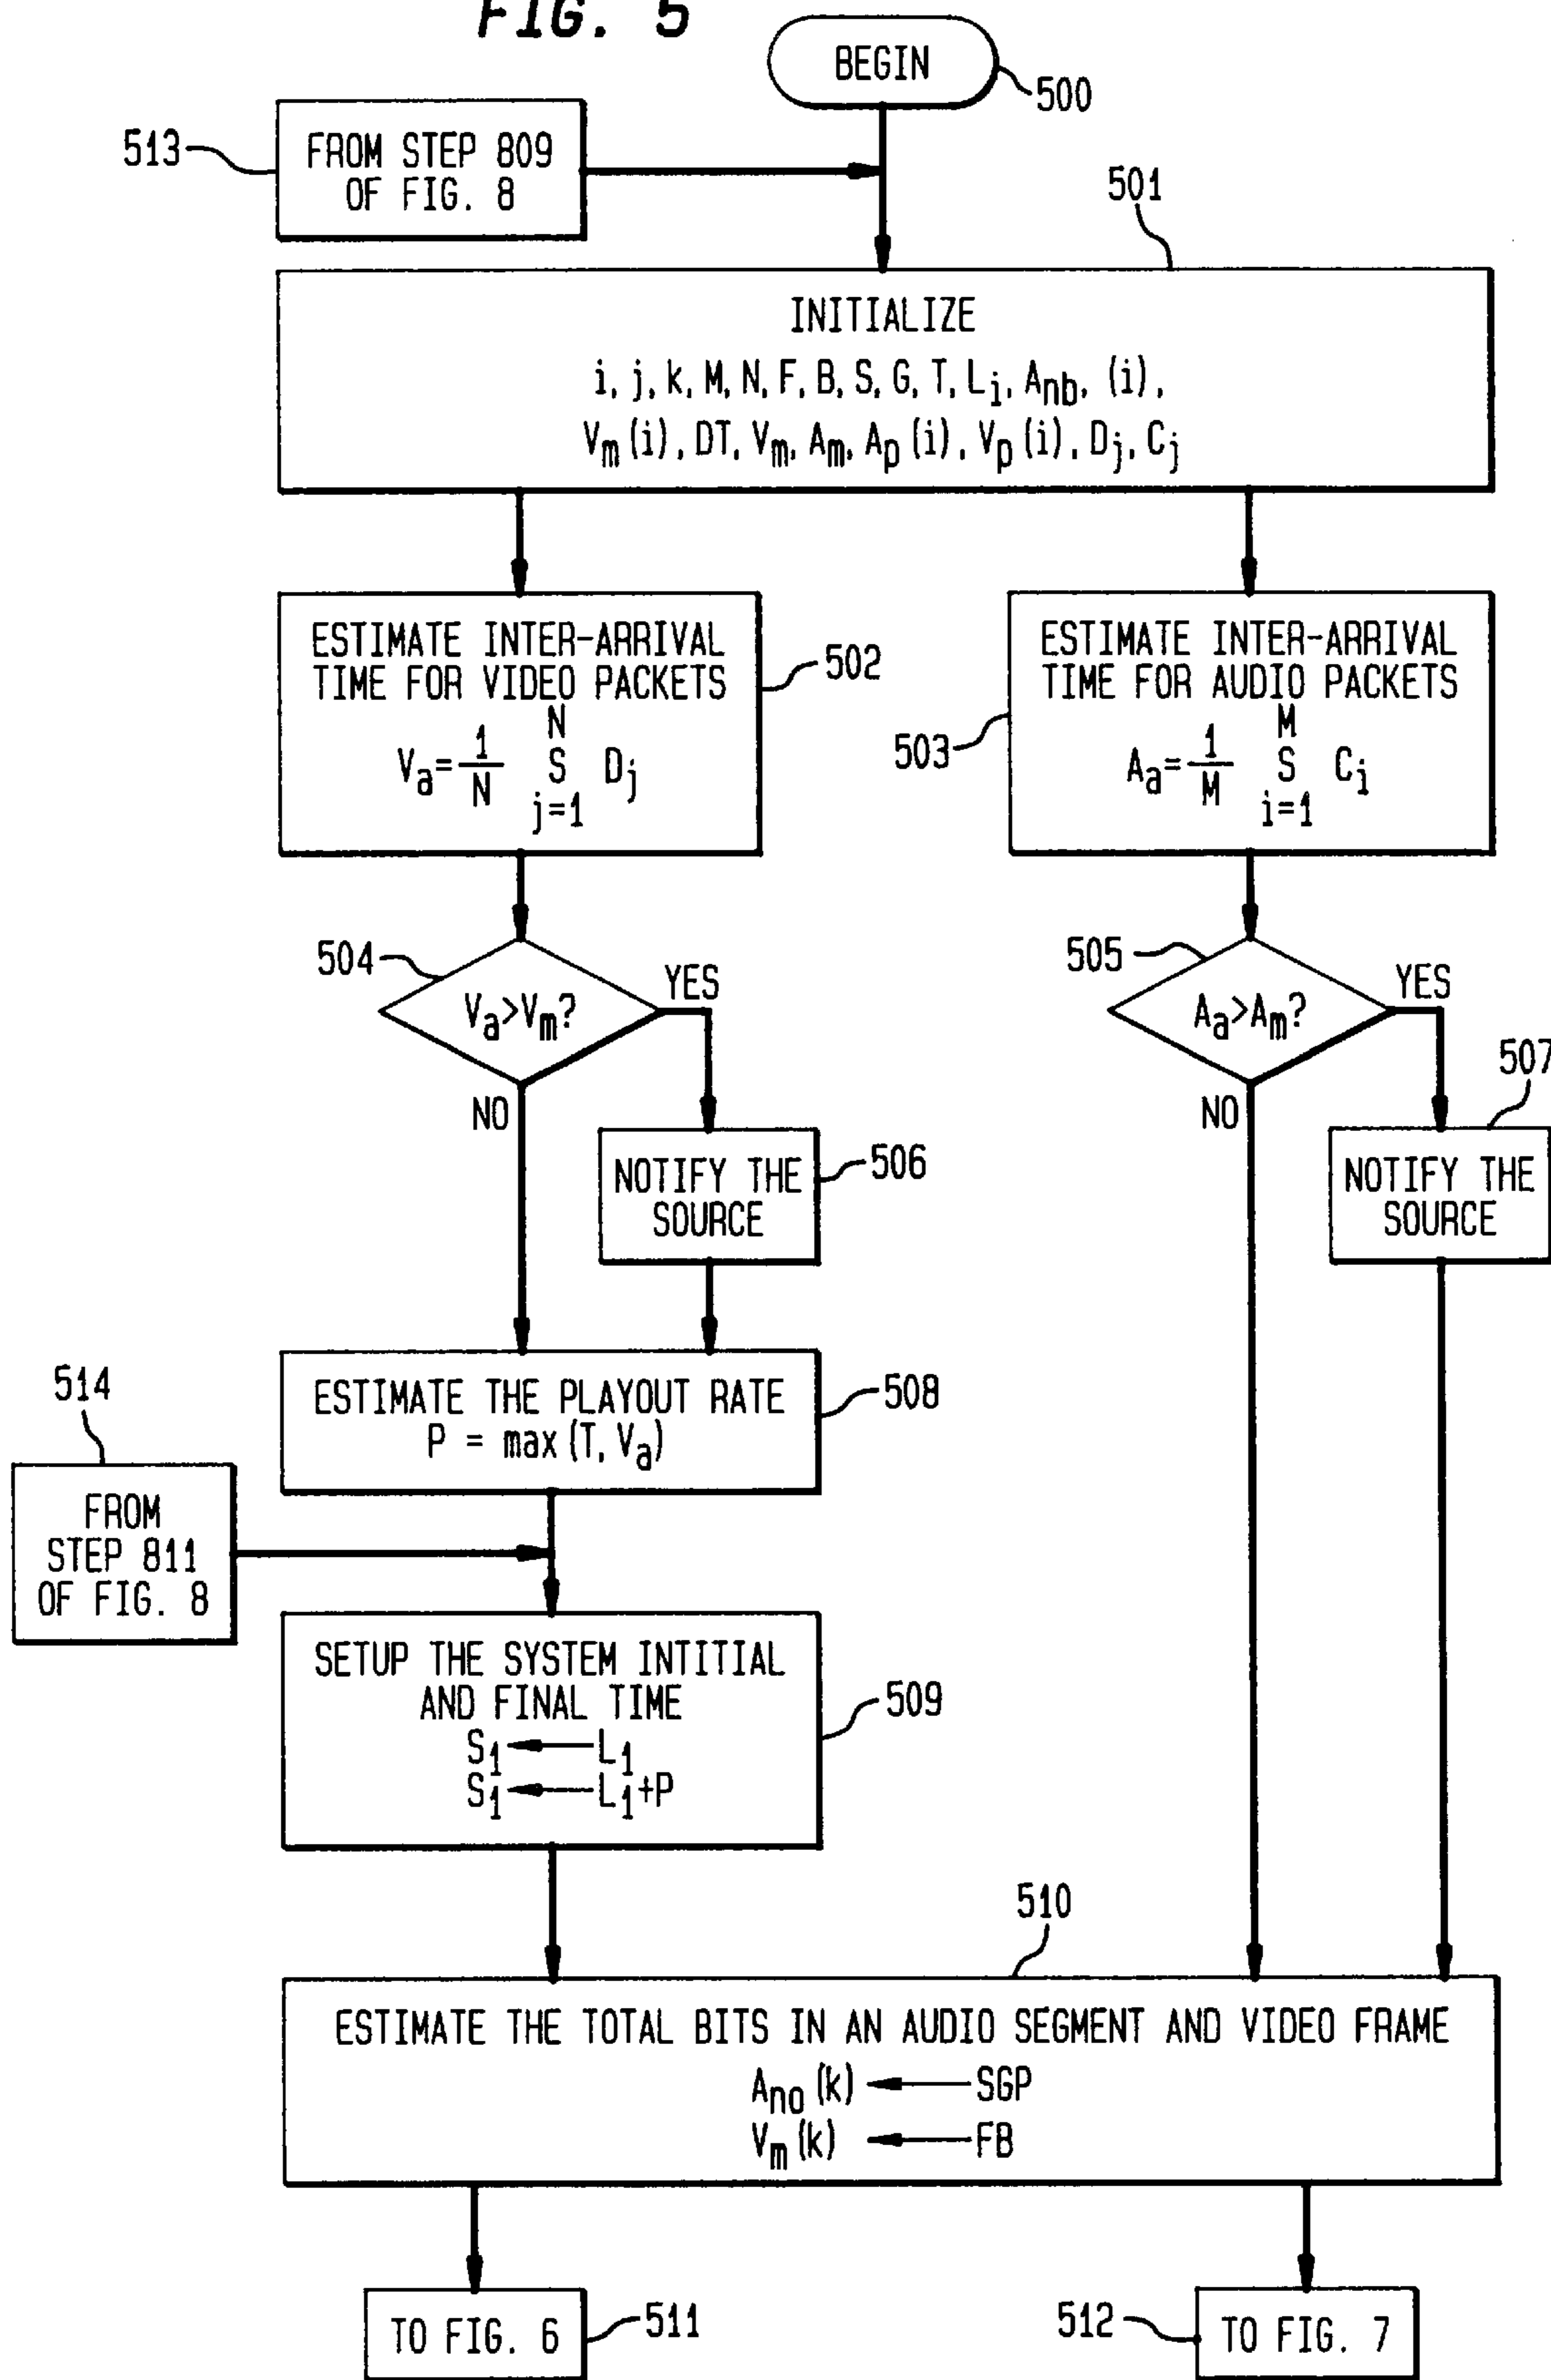 FIG. 5
BEGIN
500
513
FROM STEP 809
OF FIG. 8
501
INITIALIZE
i, j, k, M, N, F, B, S, G, T, Li, Anb, (i),
Vm (i), DT, Vm, Am, Ap (i), Vp (i), Dj, Cj
ESTIMATE INTER-ARRIVAL
TIME FOR VIDEO PACKETS
N
Va= 1/N S Dj
j=1
502
503
ESTIMATE INTER-ARRIVAL
TIME FOR AUDIO PACKETS
M
Aa= 1/M S Ci
i=1
504
Va>Vm?
YES
NO
505
Aa>Am?
YES
NO
506
NOTIFY THE
SOURCE
507
NOTIFY THE
SOURCE
ESTIMATE THE PLAYOUT RATE
P = max (T, Va)
508
514
FROM
STEP 811
OF FIG. 8
SETUP THE SYSTEM INTITIAL
AND FINAL TIME
S1 ← L1
S1 ← L1+P
509
510
ESTIMATE THE TOTAL BITS IN AN AUDIO SEGMENT AND VIDEO FRAME
Ano (k) ← SGP
Vm (k) ← FB
TO FIG. 6
511
512
TO FIG. 7